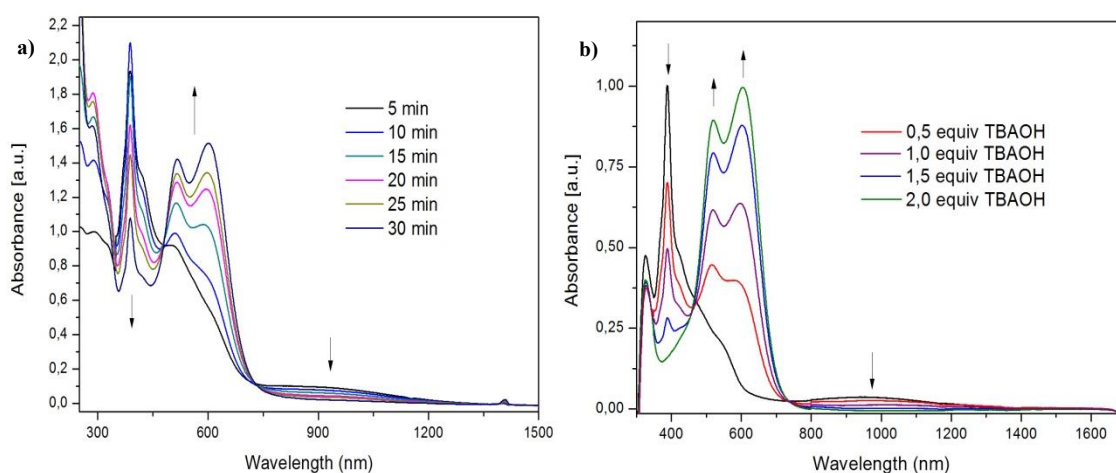 a)
2,2
2,0
1,8
1,6
1,4
1,2
1,0
0,8
0,6
0,4
0,2
0,0
Absorbance [a.u.]
300 600 900 1200 1500
Wavelength (nm)
5 min
10 min
15 min
20 min
25 min
30 min
b)
1,00
0,75
0,50
0,25
0,00
Absorbance [a.u.]
400 600 800 1000 1200 1400 1600
Wavelength (nm)
0,5 equiv TBAOH
1,0 equiv TBAOH
1,5 equiv TBAOH
2,0 equiv TBAOH